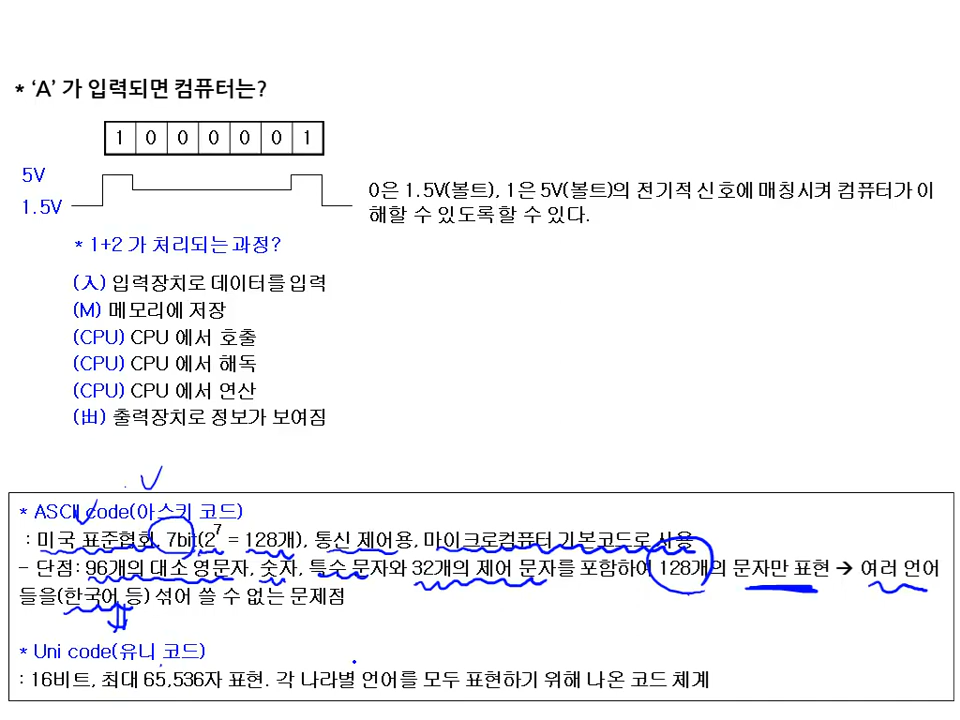 * ‘A’ 가 입력되면 컴퓨터는?
1 0 0 0 0 0 1
5V
1.5V
0은 1.5V(볼트), 1은 5V(볼트)의 전기적 신호에 매칭시켜 컴퓨터가 이
해할 수 있도록할 수 있다.
* 1+2 가 처리되는 과정?
(入) 입력장치로 데이터를 입력
(M) 메모리에 저장
(CPU) CPU 에서 호출
(CPU) CPU 에서 해독
(CPU) CPU 에서 연산
(出) 출력장치로 정보가 보여짐
* ASCII code(아스키 코드)
: 미국 표준협회, 7bit(2⁷ = 128개), 통신 제어용, 마이크로컴퓨터 기본코드로 사용
- 단점: 96개의 대소 영문자, 숫자, 특수 문자와 32개의 제어 문자를 포함하여 128개의 문자만 표현 → 여러 언어
들을(한국어 등) 섞어 쓸 수 없는 문제점
* Uni code(유니 코드)
: 16비트, 최대 65,536자 표현. 각 나라별 언어를 모두 표현하기 위해 나온 코드 체계